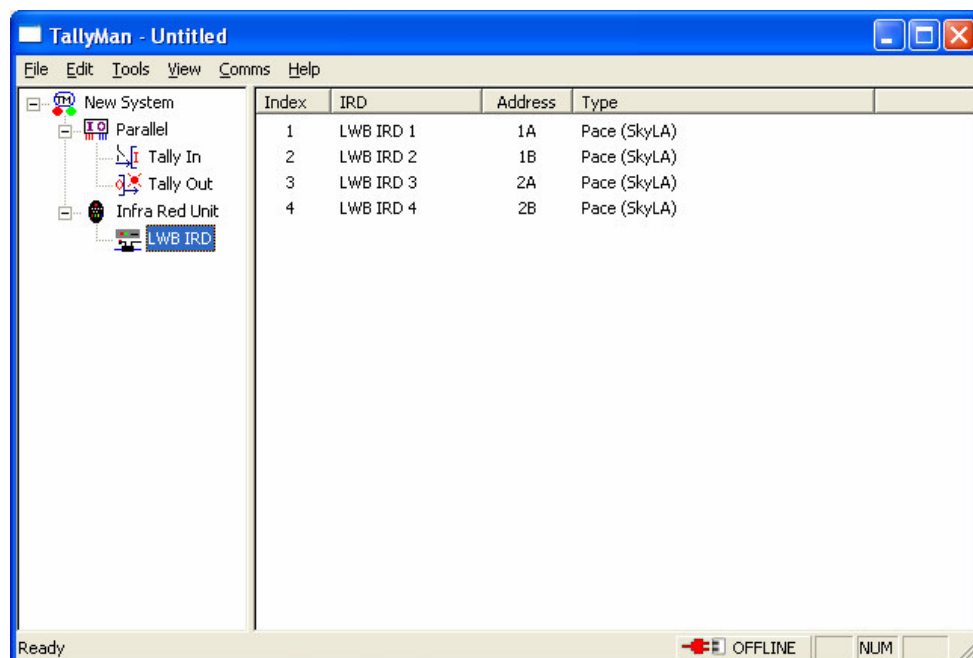 TallyMan - Untitled
File Edit Tools View Comms Help
New System
Parallel
Tally In
Tally Out
Infra Red Unit
LWB IRD
Index IRD Address Type
1 LWB IRD 1 1A Pace (SkyLA)
2 LWB IRD 2 1B Pace (SkyLA)
3 LWB IRD 3 2A Pace (SkyLA)
4 LWB IRD 4 2B Pace (SkyLA)
Ready OFFLINE NUM